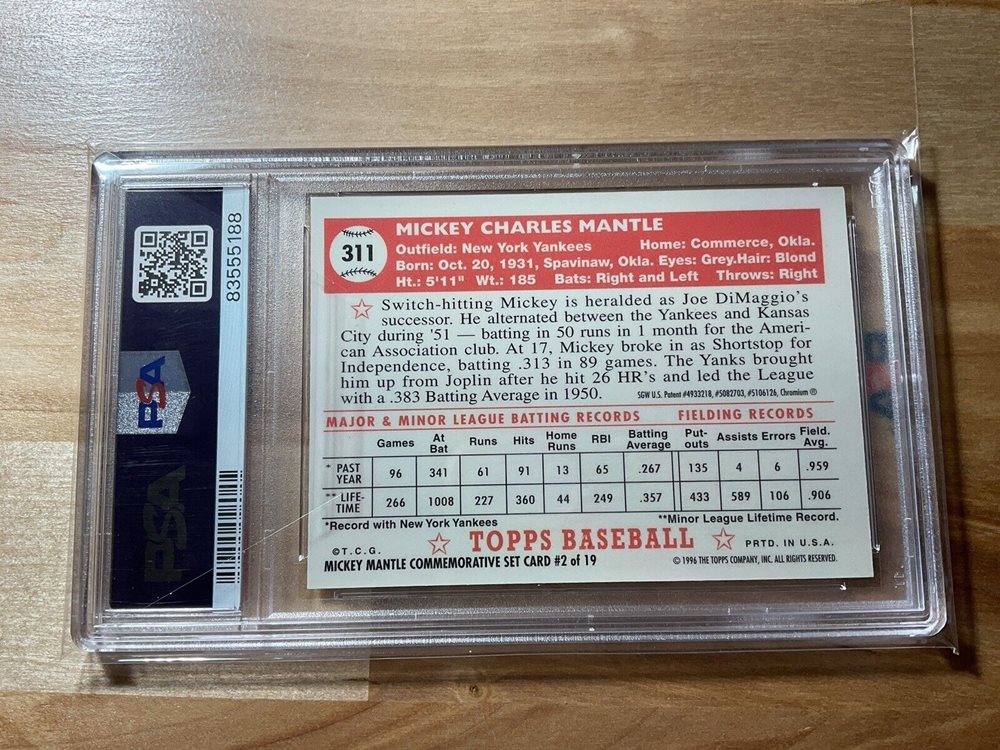 83555188
PSA
PSA
311
MICKEY CHARLES MANTLE
Outfield: New York Yankees Home: Commerce, Okla.
Born: Oct. 20, 1931, Spavinaw, Okla. Eyes: Grey. Hair: Blond
Ht.: 5'11" Wt.: 185 Bats: Right and Left Throws: Right
Switch-hitting Mickey is heralded as Joe DiMaggio's
successor. He alternated between the Yankees and Kansas
City during '51 — batting in 50 runs in 1 month for the Ameri-
can Association club. At 17, Mickey broke in as Shortstop for
Independence, batting .313 in 89 games. The Yanks brought
him up from Joplin after he hit 26 HR's and led the League
with a .383 Batting Average in 1950. SGW U.S. Patent #4933218, #5082703, #5106126, Chromium ®
MAJOR & MINOR LEAGUE BATTING RECORDS FIELDING RECORDS
Games At Bat Runs Hits Home Runs RBI Batting Average Put-outs Assists Errors Field. Avg.
* PAST YEAR 96 341 61 91 13 65 .267 135 4 6 .959
** LIFE-TIME 266 1008 227 360 44 249 .357 433 589 106 .906
*Record with New York Yankees **Minor League Lifetime Record.
©T.C.G. TOPPS BASEBALL PRTD. IN U.S.A.
MICKEY MANTLE COMMEMORATIVE SET CARD #2 of 19 © 1996 THE TOPPS COMPANY, INC. ALL RIGHTS RESERVED.